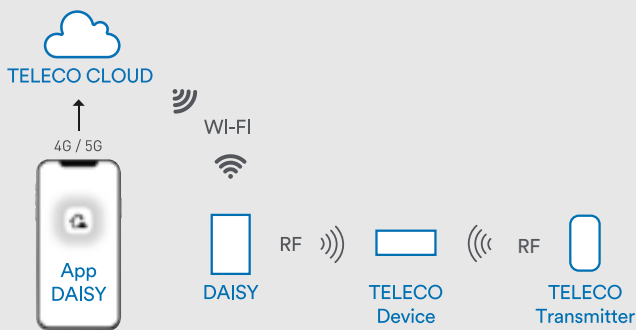 TELECO CLOUD
4G / 5G
WI-FI
App
DAISY
DAISY
RF
TELECO
Device
RF
TELECO
Transmitter